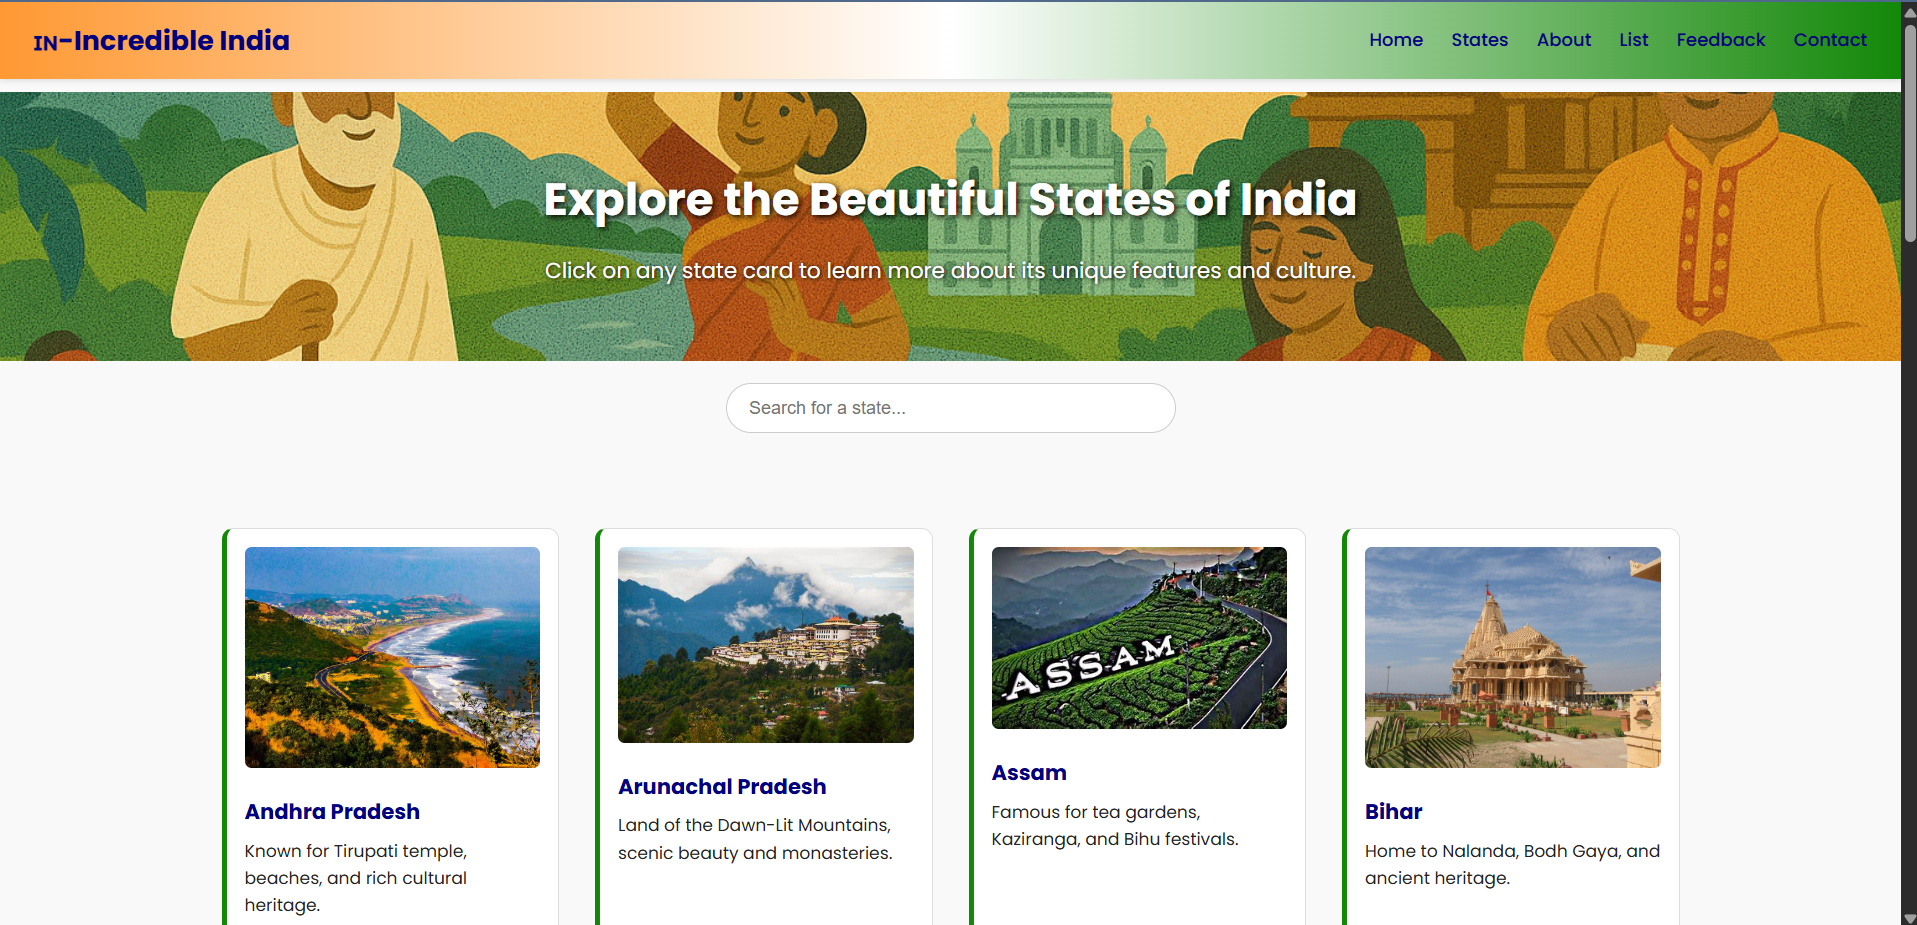 IN-Incredible India
Home States About List Feedback Contact
Explore the Beautiful States of India
Click on any state card to learn more about its unique features and culture.
Search for a state...
Andhra Pradesh
Known for Tirupati temple,
beaches, and rich cultural
heritage.
Arunachal Pradesh
Land of the Dawn-Lit Mountains,
scenic beauty and monasteries.
ASSAM
Assam
Famous for tea gardens,
Kaziranga, and Bihu festivals.
Bihar
Home to Nalanda, Bodh Gaya, and
ancient heritage.